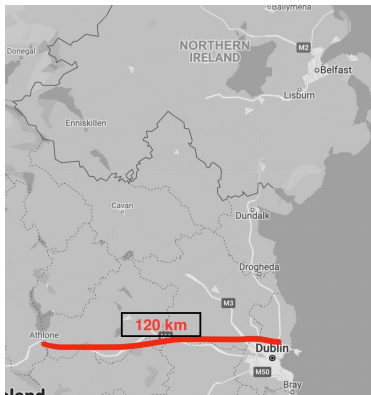 Ballymena
Donegal
NORTHERN
IRELAND
M2
Belfast
Lisburn
Enniskillen
Cavan
Dundalk
Drogheda
M3
120 km
Athlone
Dublin
M50
Bray